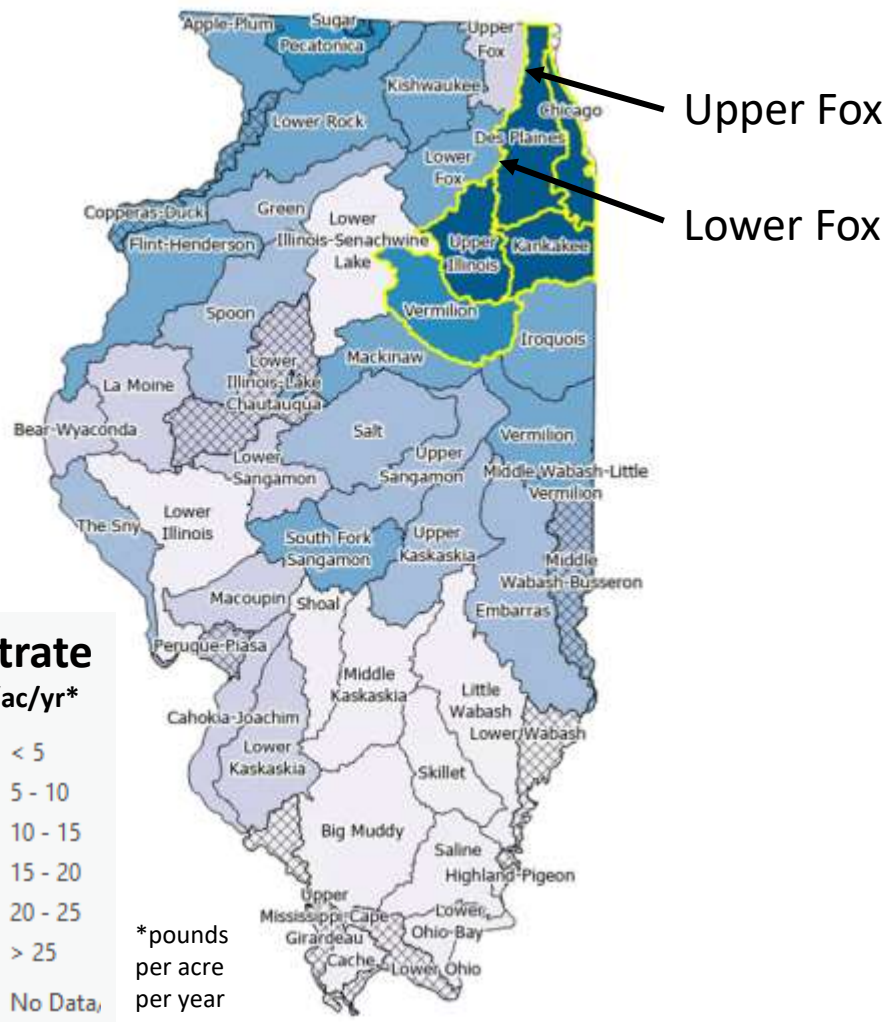 Apple-Plum
Sugar
Pecatonica
Upper
Fox
Kishwaukee
Upper Fox
Chicago
Lower Rock
Des Plaines
Lower
Fox
Lower Fox
Copperas-Duck
Green
Lower
Illinois-Senachwine
Lake
Flint-Henderson
Upper
Illinois
Kankakee
Spoon
Vermilion
Iroquois
Mackinaw
Lower
Illinois-Lake
Chautauqua
La Moine
Bear-Wyaconda
Salt
Vermilion
Lower
Sangamon
Upper
Sangamon
Middle Wabash-Little
Vermilion
The Sny
Lower
Illinois
South Fork
Sangamon
Upper
Kaskaskia
Middle
Wabash-Busseron
Macoupin
Shoal
Embarras
Peruque-Piasa
Middle
Kaskaskia
Little
Wabash
Cahokia-Joachim
Lower Wabash
Lower
Kaskaskia
Skillet
Big Muddy
Saline
Highland-Pigeon
Upper
Mississippi-Cape
Girardeau
Lower
Ohio-Bay
Cache
Lower Ohio
trate
/ac/yr*
< 5
5 - 10
10 - 15
15 - 20
20 - 25
> 25
No Data,
*pounds
per acre
per year